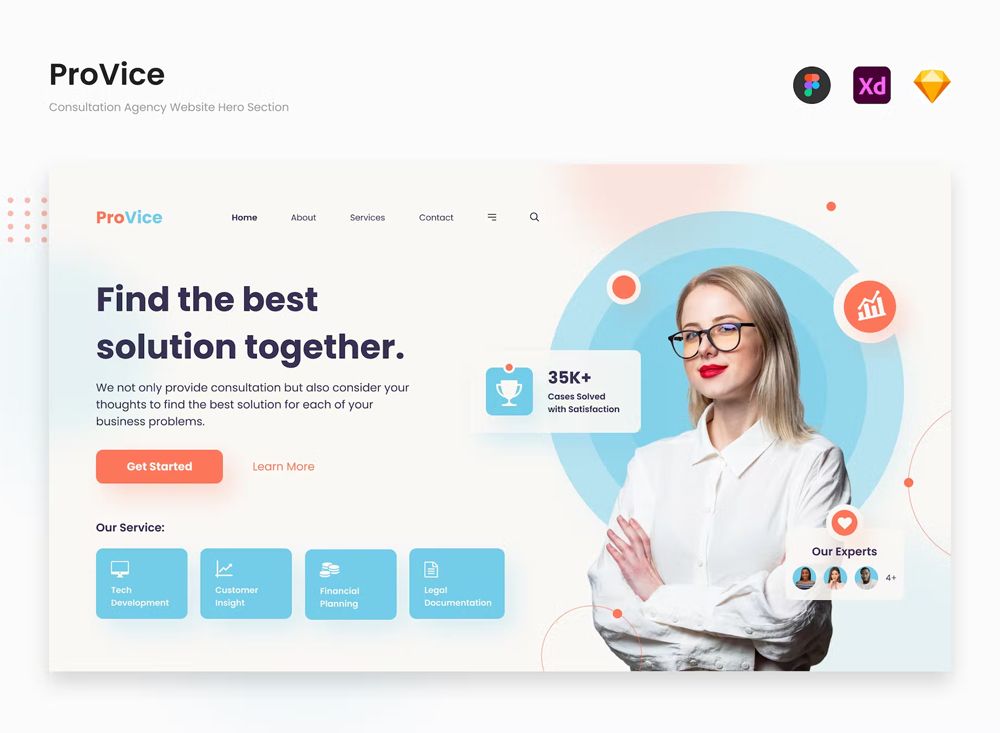 ProVice
Consultation Agency Website Hero Section
Xd
ProVice
Home About Services Contact
Find the best
solution together.
We not only provide consultation but also consider your
thoughts to find the best solution for each of your
business problems.
Get Started Learn More
35K+
Cases Solved
with Satisfaction
Our Service:
Tech
Development
Customer
Insight
Financial
Planning
Legal
Documentation
Our Experts
4+